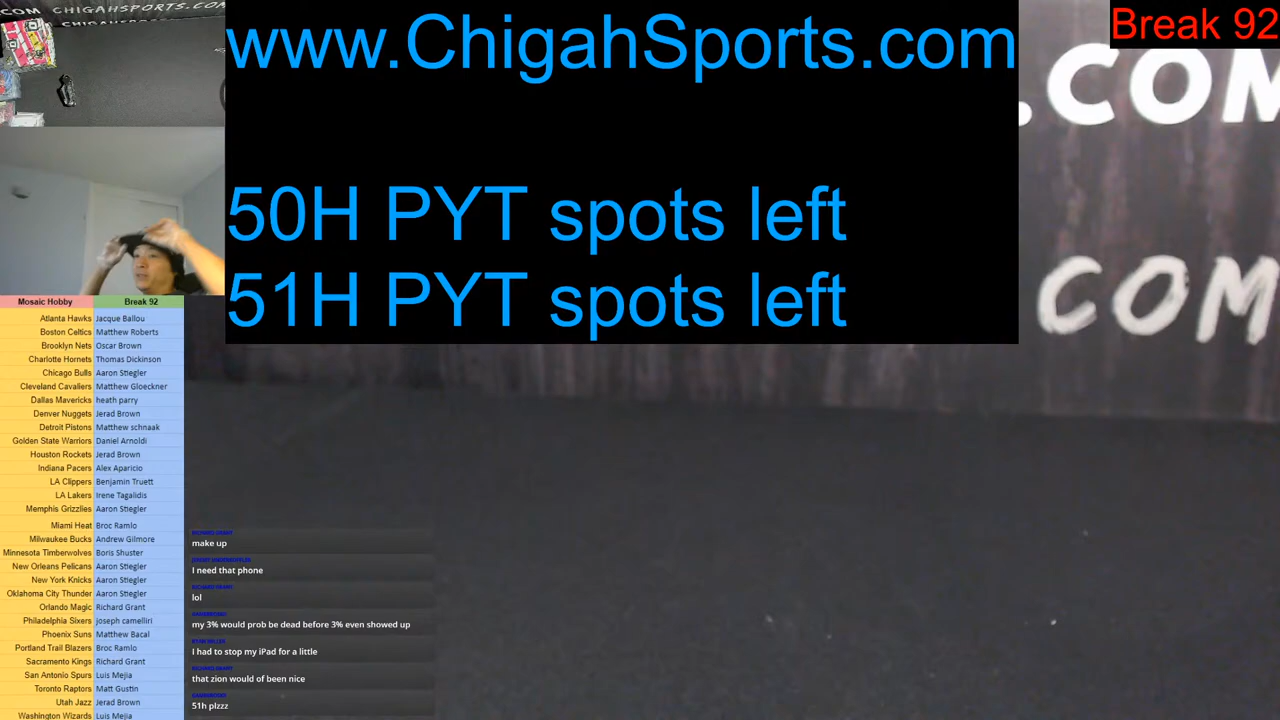 CHIGAHSPORTS.COM
www.ChigahSports.com
50H PYT spots left
51H PYT spots left
Break 92
.COM
COM
Mosaic Hobby Break 92
Atlanta Hawks Jacque Ballou
Boston Celtics Matthew Roberts
Brooklyn Nets Oscar Brown
Charlotte Hornets Thomas Dickinson
Chicago Bulls Aaron Stiegler
Cleveland Cavaliers Matthew Gloeckner
Dallas Mavericks heath parry
Denver Nuggets Jerad Brown
Detroit Pistons Matthew schnaak
Golden State Warriors Daniel Arnoldi
Houston Rockets Jerad Brown
Indiana Pacers Alex Aparicio
LA Clippers Benjamin Truett
LA Lakers Irene Tagalidis
Memphis Grizzlies Aaron Stiegler
Miami Heat Broc Ramlo
Milwaukee Bucks Andrew Gilmore
Minnesota Timberwolves Boris Shuster
New Orleans Pelicans Aaron Stiegler
New York Knicks Aaron Stiegler
Oklahoma City Thunder Aaron Stiegler
Orlando Magic Richard Grant
Philadelphia Sixers joseph camelliri
Phoenix Suns Matthew Bacal
Portland Trail Blazers Broc Ramlo
Sacramento Kings Richard Grant
San Antonio Spurs Luis Mejia
Toronto Raptors Matt Gustin
Utah Jazz Jerad Brown
Washington Wizards Luis Mejia
make up
I need that phone
lol
my 3% would prob be dead before 3% even showed up
I had to stop my iPad for a little
that zion would of been nice
51h plzzz